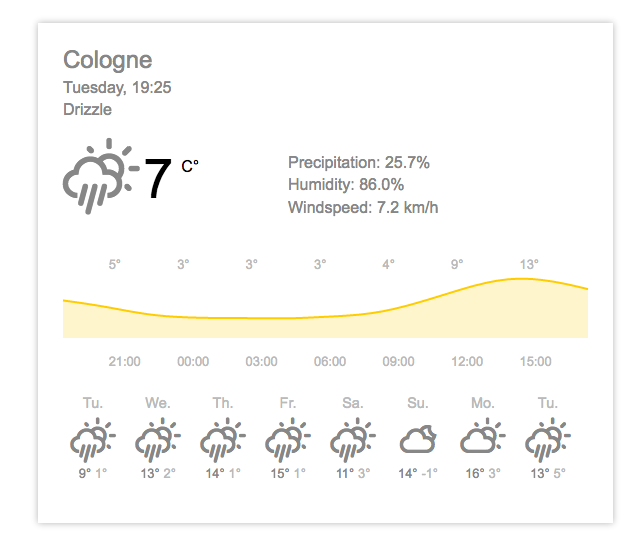 Cologne
Tuesday, 19:25
Drizzle
7 C°
Precipitation: 25.7%
Humidity: 86.0%
Windspeed: 7.2 km/h
5° 3° 3° 3° 4° 9° 13°
21:00 00:00 03:00 06:00 09:00 12:00 15:00
Tu. We. Th. Fr. Sa. Su. Mo. Tu.
9° 1° 13° 2° 14° 1° 15° 1° 11° 3° 14° -1° 16° 3° 13° 5°